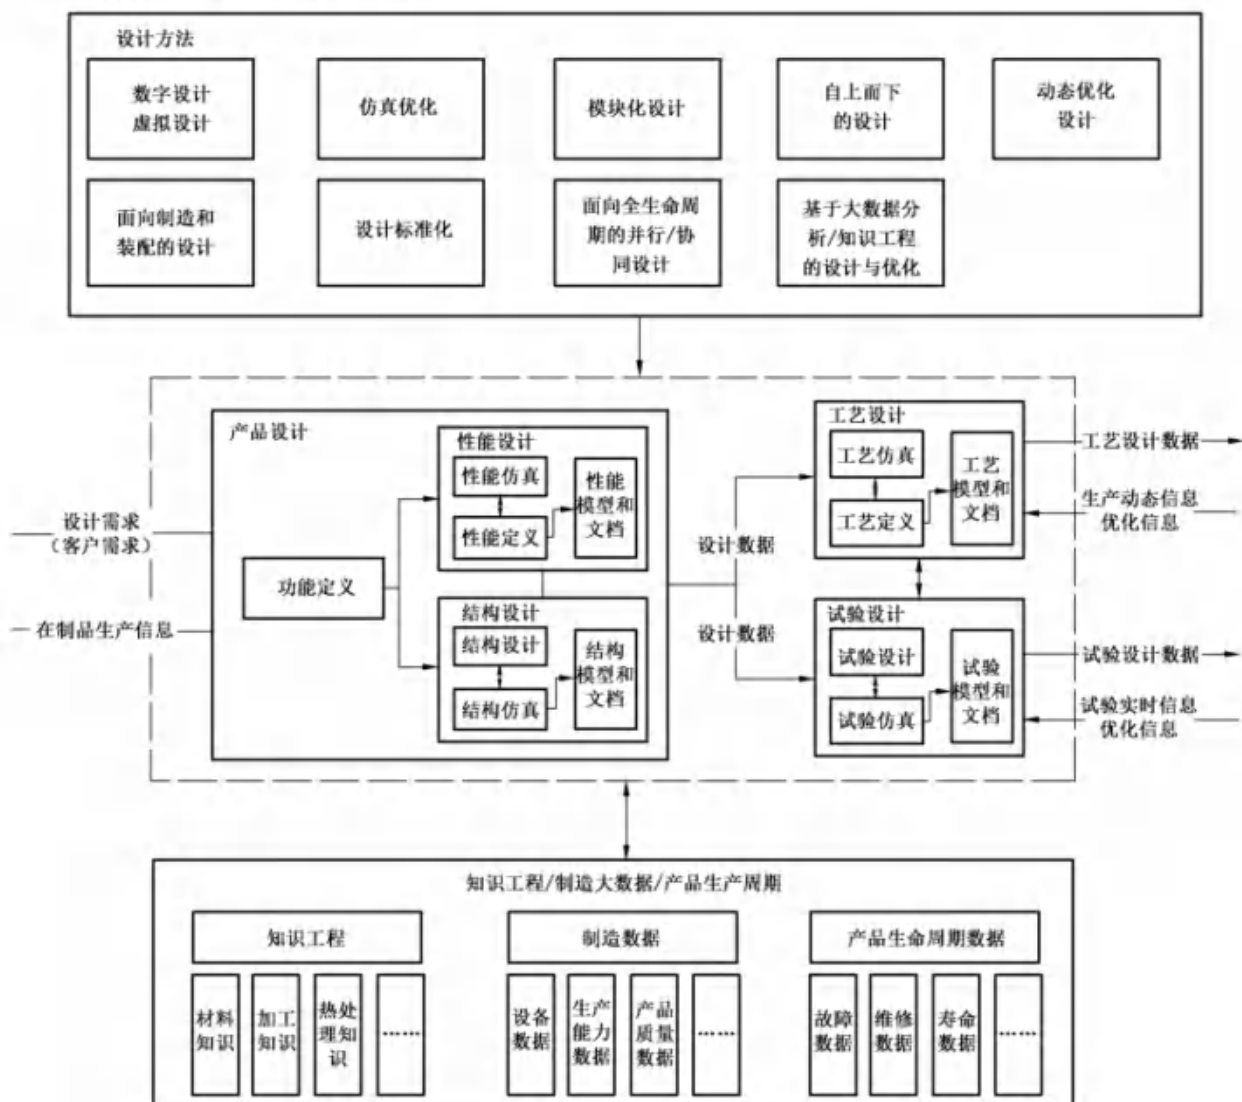 设计方法
数字设计
虚拟设计
仿真优化
模块化设计
自上而下
的设计
动态优化
设计
面向制造和
装配的设计
设计标准化
面向全生命周
期的并行/协
同设计
基于大数据分
析/知识工程
的设计与优化
设计需求
（客户需求）
在制品生产信息
产品设计
功能定义
性能设计
性能仿真
性能定义
性能
模型和
文档
结构设计
结构设计
结构仿真
结构
模型和
文档
设计数据
设计数据
工艺设计
工艺仿真
工艺定义
工艺
模型和
文档
试验设计
试验设计
试验仿真
试验
模型和
文档
工艺设计数据
生产动态信息
优化信息
试验设计数据
试验实时信息
优化信息
知识工程/制造大数据/产品生产周期
知识工程
材料
知识
加工
知识
热处
理知
识
……
制造数据
设备
数据
生产
能力
数据
产品
质量
数据
……
产品生命周期数据
故障
数据
维修
数据
寿命
数据
……